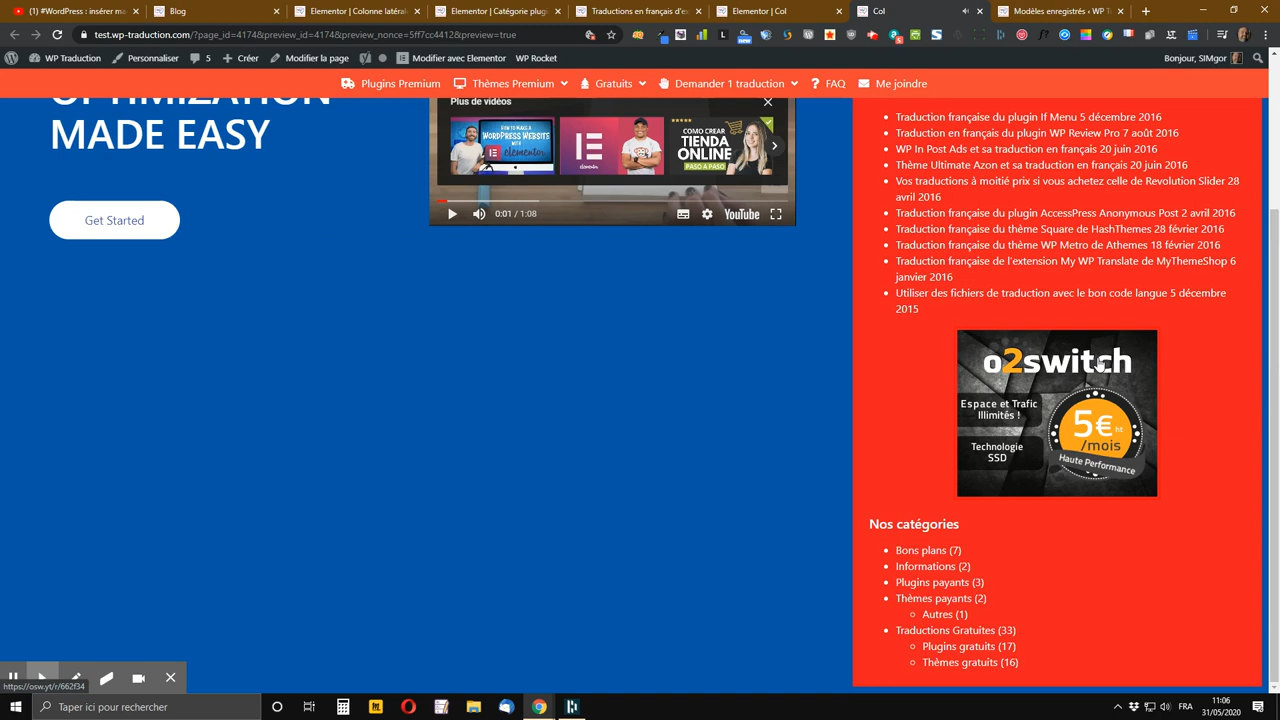 (1) #WordPress : insérer m
Blog
Elementor | Colonne latéral
Elementor | Catégorie plugin
Traductions en français d'e
Elementor | Col
Col
Modèles enregistrés - WP T
test.wp-traduction.com/?page_id=4174&preview_id=4174&preview_nonce=5ff7cc4412&preview=true
WP Traduction
Personnaliser
5
Créer
Modifier la page
Modifier avec Elementor
WP Rocket
Bonjour, SIMgor
Plugins Premium
Thèmes Premium
Gratuits
Demander 1 traduction
FAQ
Me joindre
OPTIMIZATION
MADE EASY
Get Started
Plus de vidéos
HOW TO MAKE A
WORDPRESS WEBSITE
WITH
elementor
COMO CREAR
TIENDA
ONLINE
PASO A PASO
0:01 / 1:08
YouTube
Traduction française du plugin If Menu 5 décembre 2016
Traduction en français du plugin WP Review Pro 7 août 2016
WP In Post Ads et sa traduction en français 20 juin 2016
Thème Ultimate Azon et sa traduction en français 20 juin 2016
Vos traductions à moitié prix si vous achetez celle de Revolution Slider 28
avril 2016
Traduction française du plugin AccessPress Anonymous Post 2 avril 2016
Traduction française du thème Square de HashThemes 28 février 2016
Traduction française du thème WP Metro de Athemes 18 février 2016
Traduction française de l'extension My WP Translate de MyThemeShop 6
janvier 2016
Utiliser des fichiers de traduction avec le bon code langue 5 décembre
2015
o2switch
Espace et Trafic
Illimités !
Technologie
SSD
5€ ht
/mois
Haute Performance
Nos catégories
Bons plans (7)
Informations (2)
Plugins payants (3)
Thèmes payants (2)
Autres (1)
Traductions Gratuites (33)
Plugins gratuits (17)
Thèmes gratuits (16)
https://osw.yt/r/662f34
Taper ici pour rechercher
FRA
11:06
31/05/2020